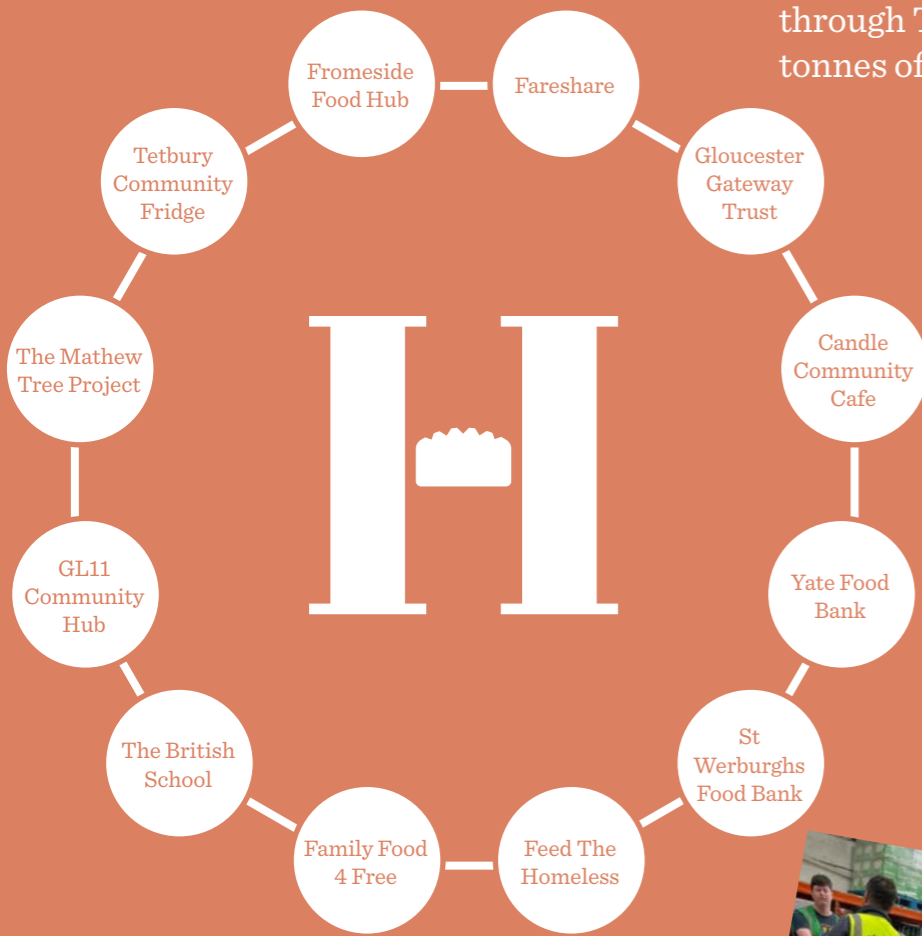 through T
tonnes of
Fromeside
Food Hub
Fareshare
Gloucester
Gateway
Trust
Candle
Community
Cafe
Yate Food
Bank
St
Werburghs
Food Bank
Feed The
Homeless
Family Food
4 Free
The British
School
GL11
Community
Hub
The Mathew
Tree Project
Tetbury
Community
Fridge
H